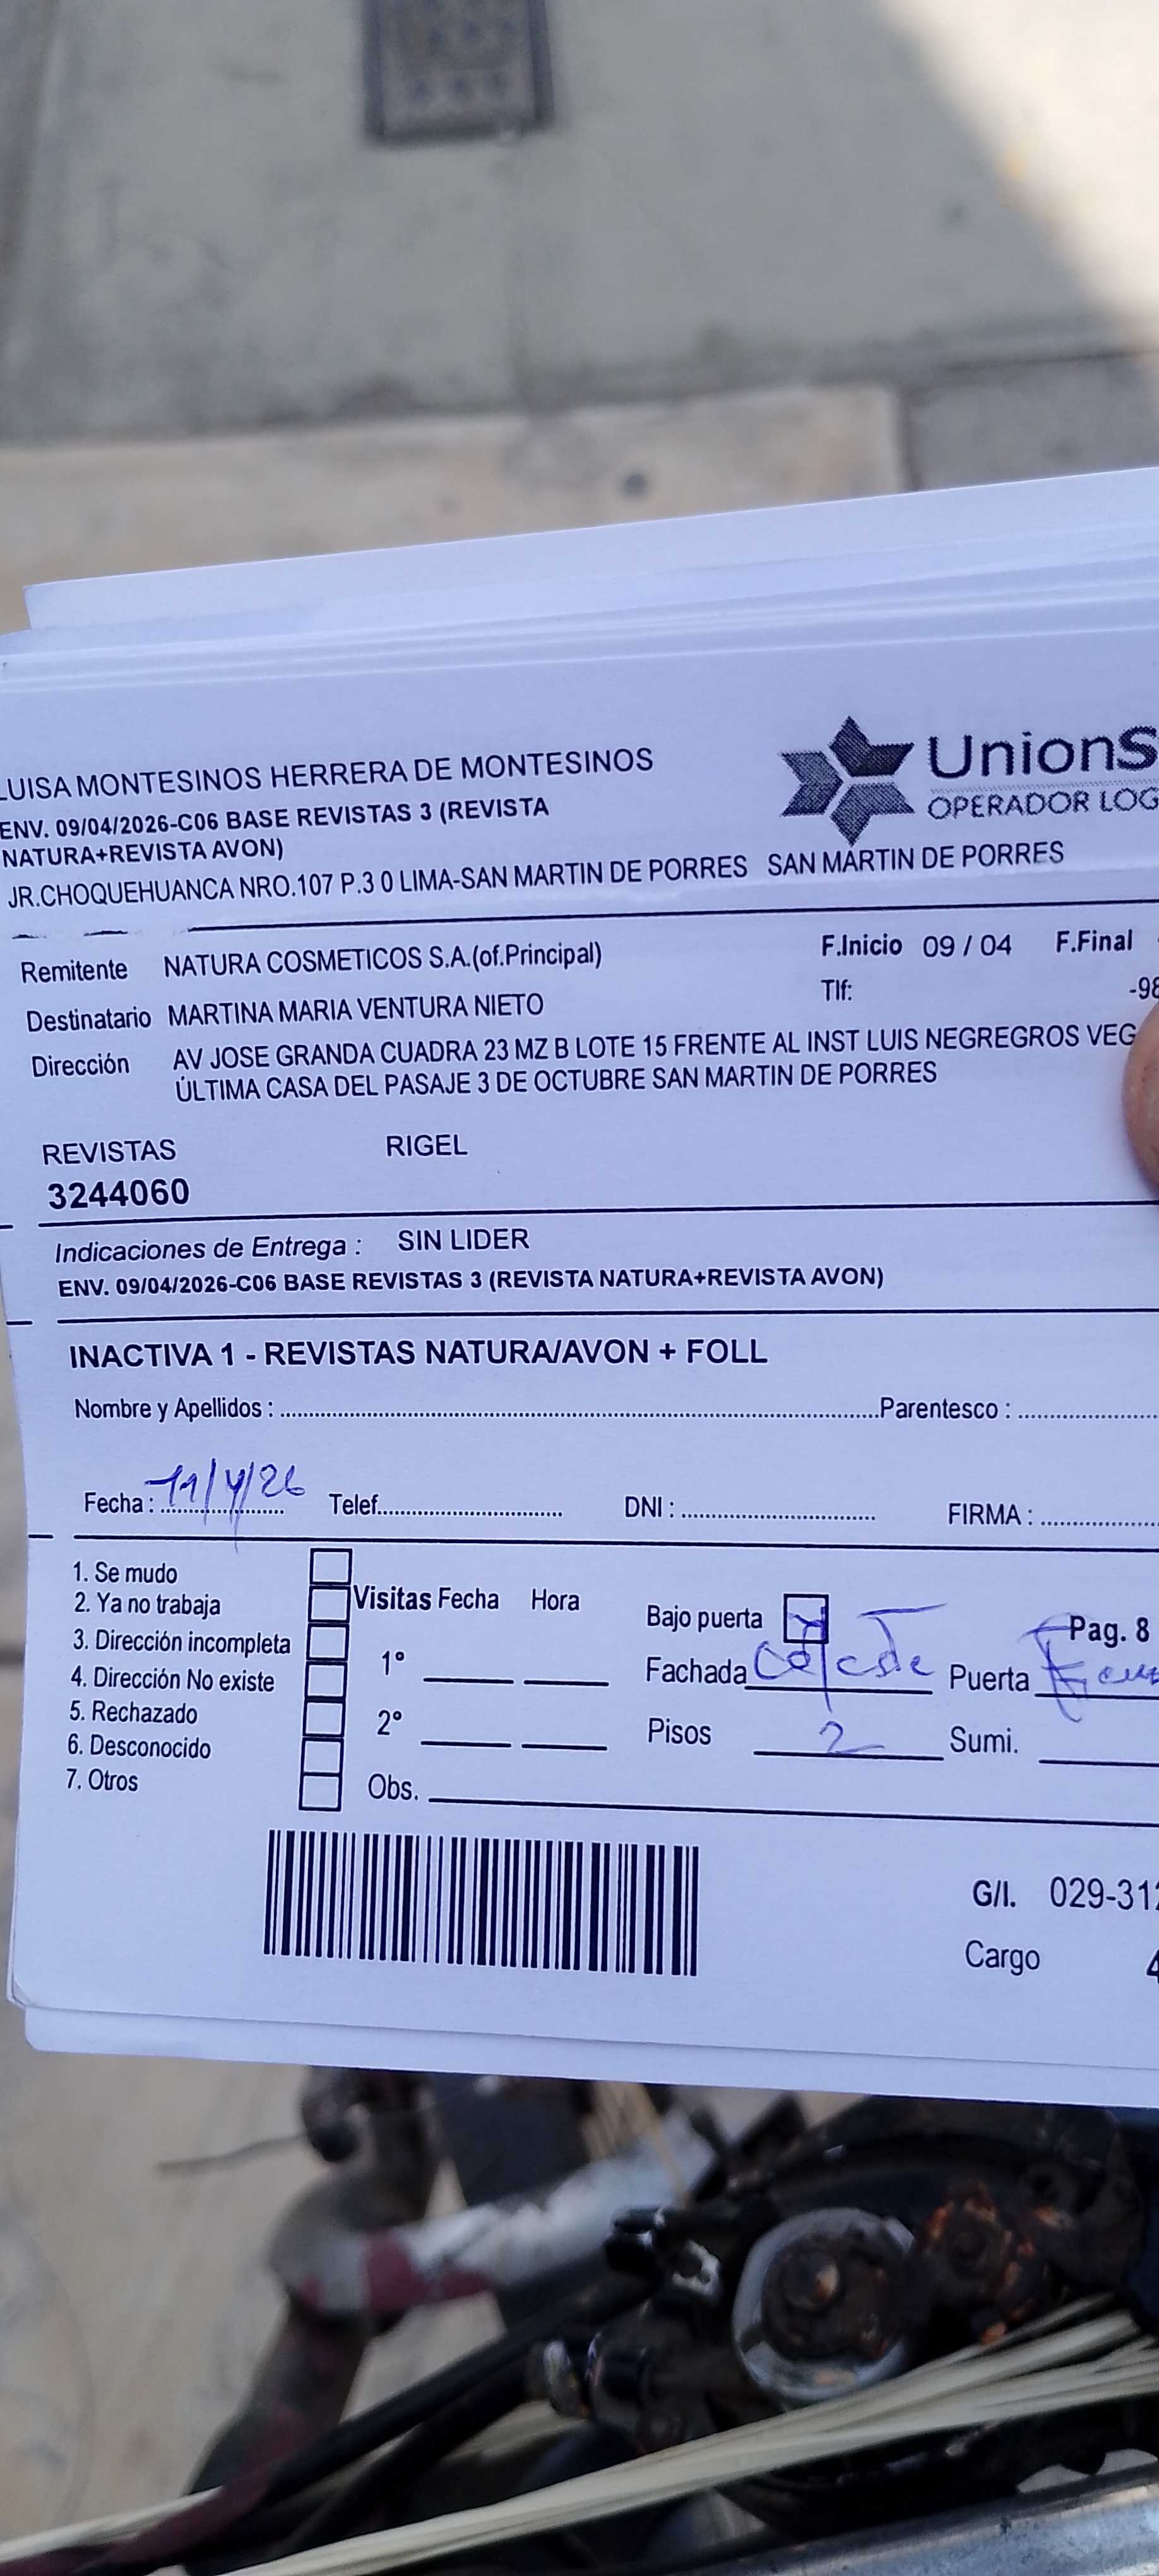 LUISA MONTESINOS HERRERA DE MONTESINOS
ENV. 09/04/2026-C06 BASE REVISTAS 3 (REVISTA
NATURA+REVISTA AVON)
JR.CHOQUEHUANCA NRO.107 P.3 0 LIMA-SAN MARTIN DE PORRES SAN MARTIN DE PORRES
UnionS
OPERADOR LOG
Remitente NATURA COSMETICOS S.A.(of.Principal) F.Inicio 09 / 04 F.Final
Destinatario MARTINA MARIA VENTURA NIETO Tlf: -98
Dirección AV JOSE GRANDA CUADRA 23 MZ B LOTE 15 FRENTE AL INST LUIS NEGREGROS VEG
ÚLTIMA CASA DEL PASAJE 3 DE OCTUBRE SAN MARTIN DE PORRES
REVISTAS RIGEL
3244060
Indicaciones de Entrega : SIN LIDER
ENV. 09/04/2026-C06 BASE REVISTAS 3 (REVISTA NATURA+REVISTA AVON)
INACTIVA 1 - REVISTAS NATURA/AVON + FOLL
Nombre y Apellidos : Parentesco :
Fecha : 11/4/26 Telef. DNI : FIRMA :
1. Se mudo
2. Ya no trabaja
3. Dirección incompleta
4. Dirección No existe
5. Rechazado
6. Desconocido
7. Otros
Visitas Fecha Hora
1°
2°
Obs.
Bajo puerta x Pag. 8
Fachada Celeste Puerta
Pisos 2 Sumi.
G/I. 029-312
Cargo 4